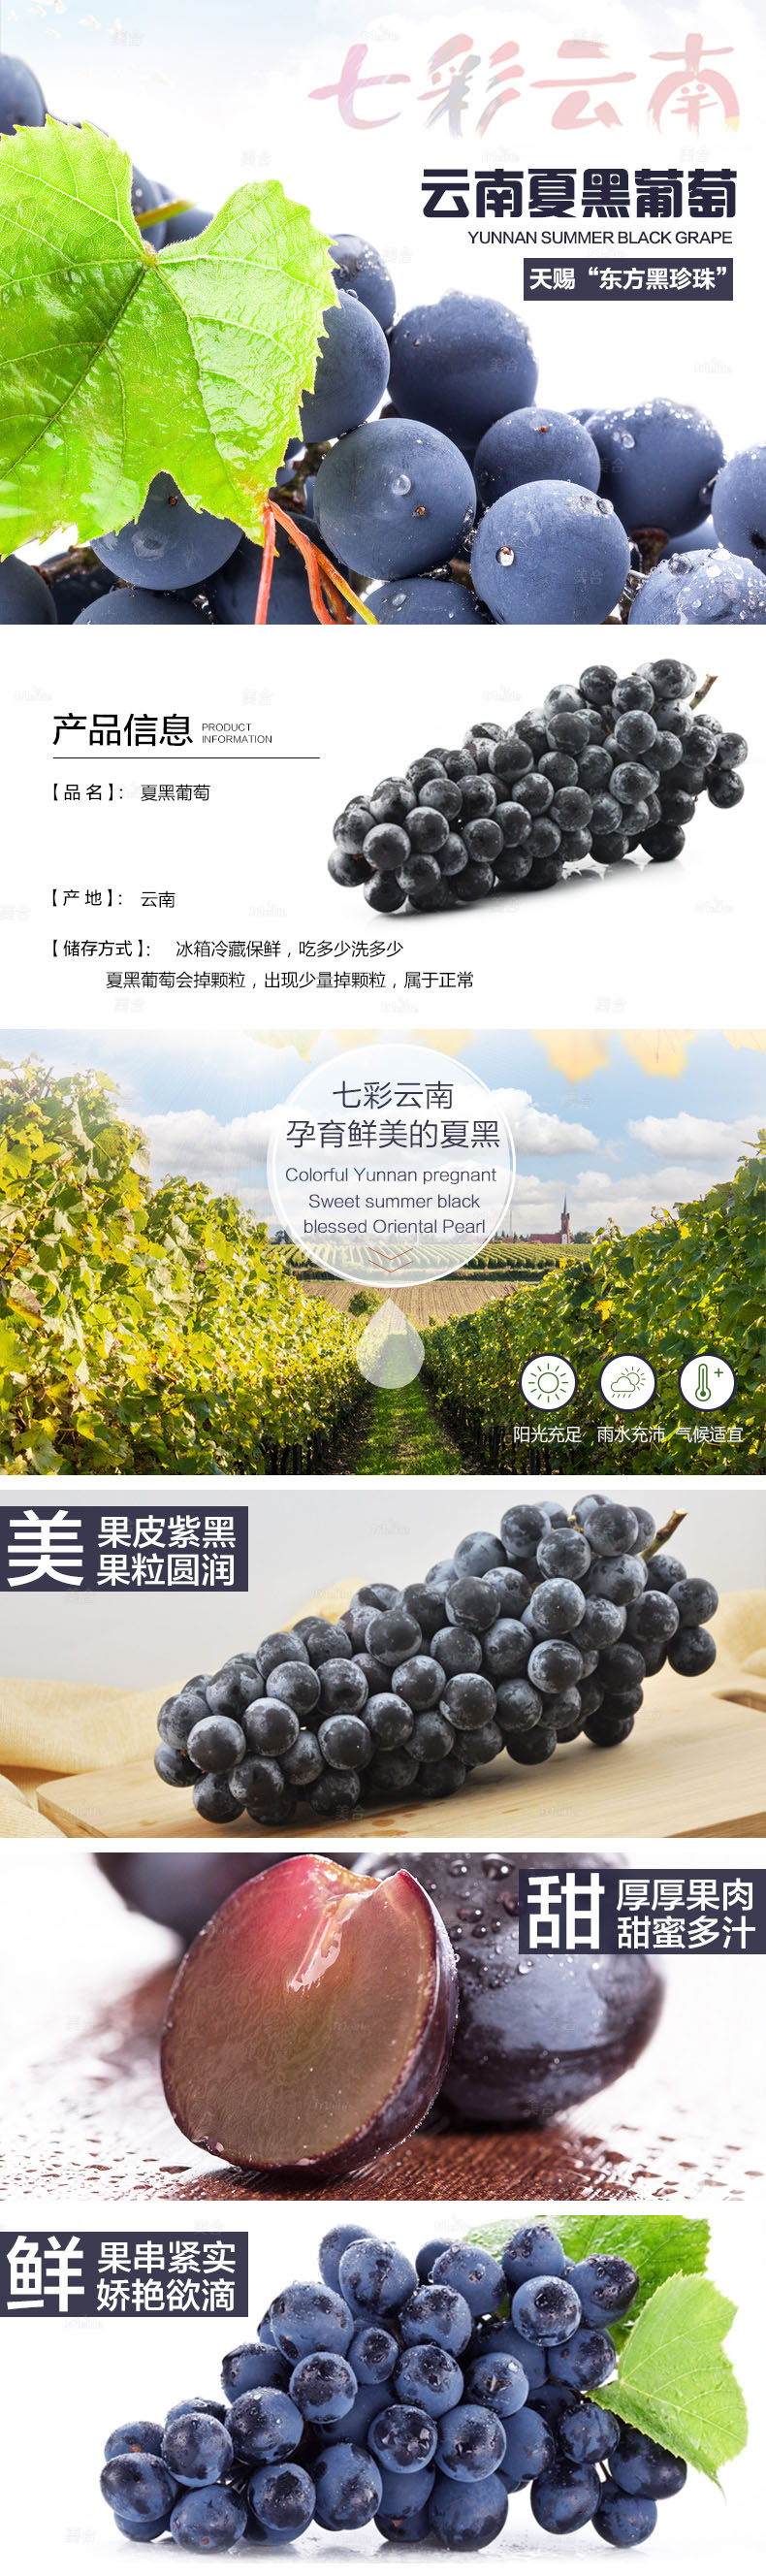 七彩云南
云南夏黑葡萄
YUNNAN SUMMER BLACK GRAPE
天赐“东方黑珍珠”
产品信息 PRODUCT
INFORMATION
【品名】： 夏黑葡萄
【产地】： 云南
【储存方式】： 冰箱冷藏保鲜，吃多少洗多少
夏黑葡萄会掉颗粒，出现少量掉颗粒，属于正常
七彩云南
孕育鲜美的夏黑
Colorful Yunnan pregnant
Sweet summer black
blessed Oriental Pearl
阳光充足 雨水充沛 气候适宜
美 果皮紫黑
果粒圆润
甜 厚厚果肉
甜蜜多汁
鲜 果串紧实
娇艳欲滴